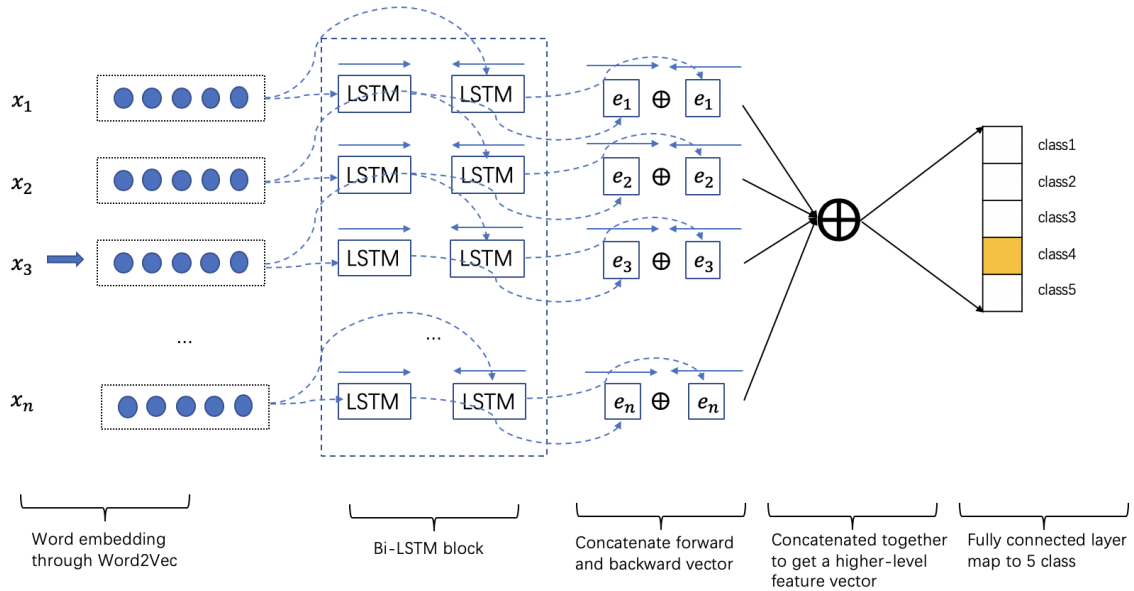 x₁ LSTM LSTM e₁ ⊕ e₁
x₂ LSTM LSTM e₂ ⊕ e₂
x₃ LSTM LSTM e₃ ⊕ e₃
... ...
xₙ LSTM LSTM eₙ ⊕ eₙ
class1
class2
class3
class4
class5
Word embedding
through Word2Vec
Bi-LSTM block
Concatenate forward
and backward vector
Concatenated together
to get a higher-level
feature vector
Fully connected layer
map to 5 class